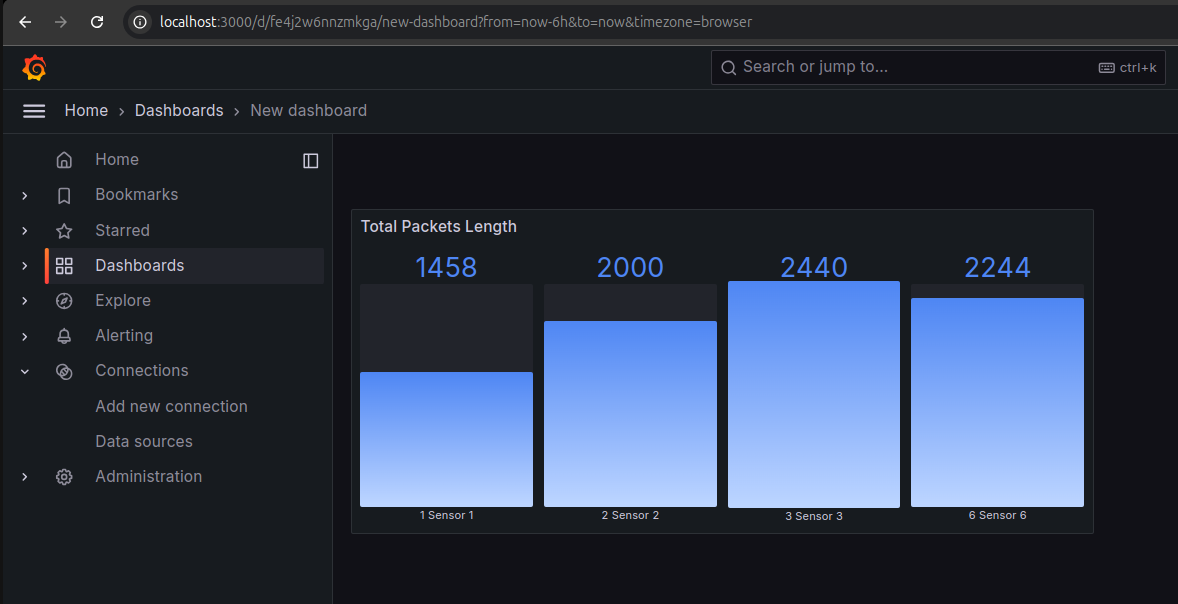 localhost:3000/d/fe4j2w6nnzmkga/new-dashboard?from=now-6h&to=now&timezone=browser
Search or jump to... ctrl+k
Home › Dashboards › New dashboard
Home
Bookmarks
Starred
Dashboards
Explore
Alerting
Connections
Add new connection
Data sources
Administration
Total Packets Length
1458 2000 2440 2244
1 Sensor 1 2 Sensor 2 3 Sensor 3 6 Sensor 6